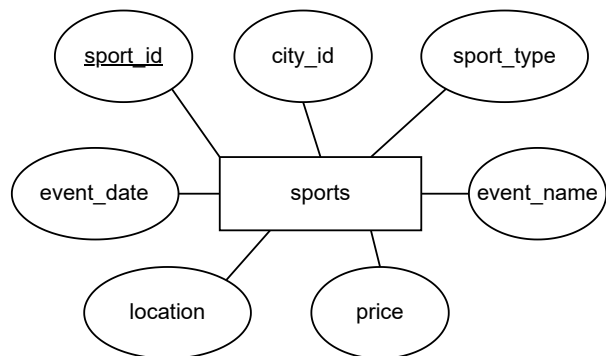 sport_id
city_id
sport_type
event_date
sports
event_name
location
price